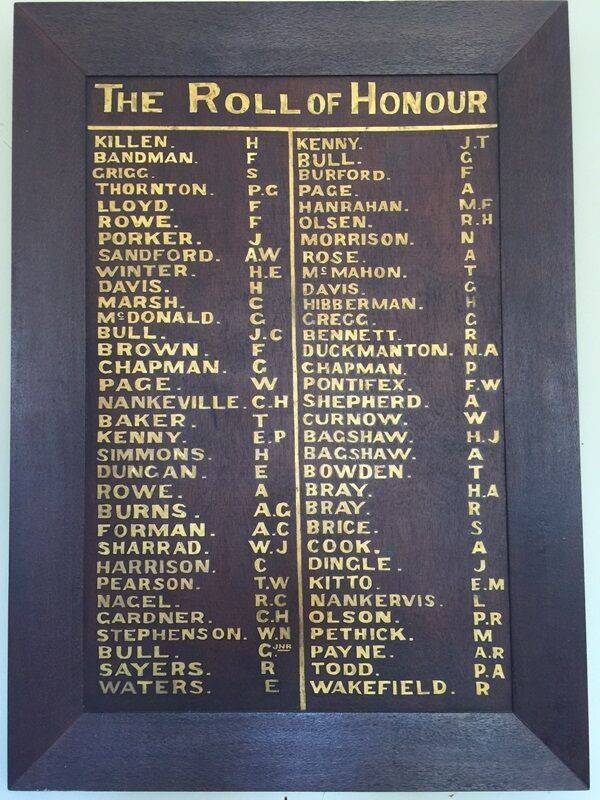 THE ROLL OF HONOUR
KILLEN. H
BANDMAN. F
GRIGG. S
THORNTON. P.G
LLOYD. F
ROWE. F
PORKER. J
SANDFORD. A.W
WINTER. H.E
DAVIS. H
MARSH. C
McDONALD. G
BULL. J.C
BROWN. F
CHAPMAN. G
PAGE. W
NANKEVILLE. C.H
BAKER. T
KENNY. E.P
SIMMONS. H
DUNCAN. E
ROWE. A
BURNS. A.G
FORMAN. A.C
SHARRAD. W.J
HARRISON. C
PEARSON. T.W
NAGEL. R.C
GARDNER. C.H
STEPHENSON. W.N
BULL. G. JNR
SAYERS. R
WATERS. E
KENNY. J.T
BULL. G
BURFORD. F
PAGE. A
HANRAHAN. M.F
OLSEN. R.H
MORRISON. N
ROSE. A
McMAHON. T
DAVIS. G
HIBBERMAN. H
GREGG. G
BENNETT. R
DUCKMANTON. N.A
CHAPMAN. P
PONTIFEX. F.W
SHEPHERD. A
CURNOW. W
BAGSHAW. H.J
BAGSHAW. A
BOWDEN. T
BRAY. H.A
BRAY. R
BRICE. S
COOK. A
DINGLE. J
KITTO. E.M
NANKERVIS. L
OLSON. P.R
PETHICK. M
PAYNE. A.R
TODD. P.A
WAKEFIELD. R